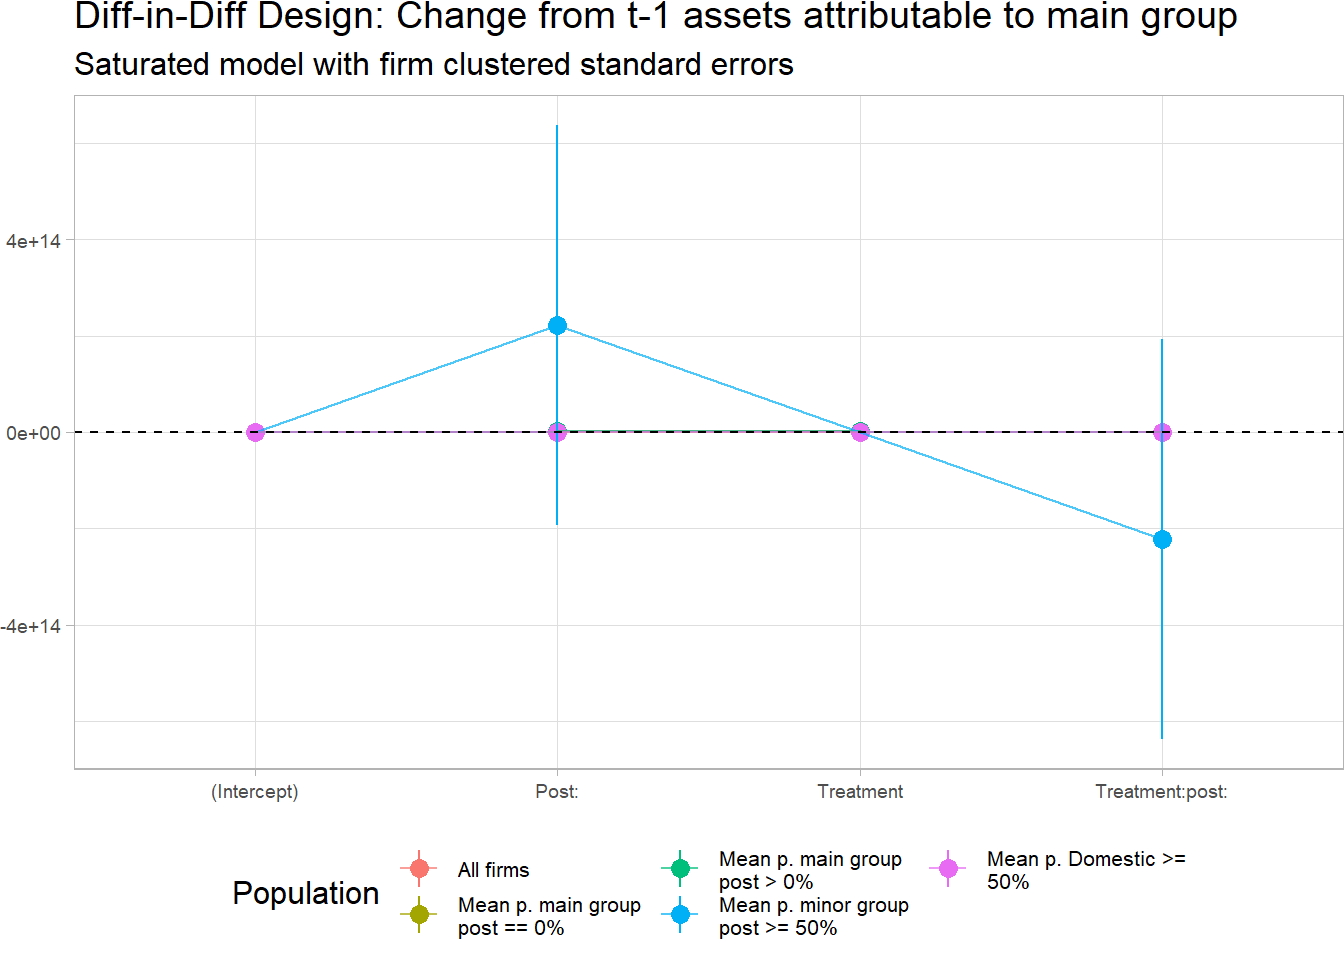 Diff-in-Diff Design: Change from t-1 assets attributable to main group
Saturated model with firm clustered standard errors
4e+14
0e+00
-4e+14
(Intercept)
Post:
Treatment
Treatment:post:
Population
All firms
Mean p. main group
post == 0%
Mean p. main group
post > 0%
Mean p. minor group
post >= 50%
Mean p. Domestic >=
50%